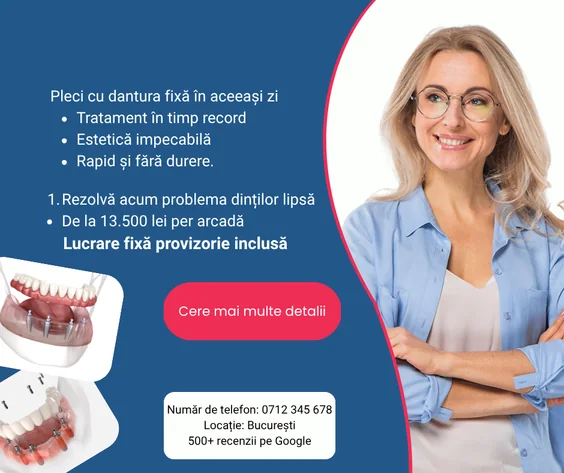 Pleci cu dantura fixă în aceeași zi
• Tratament în timp record
• Estetică impecabilă
• Rapid și fără durere.
1. Rezolvă acum problema dinților lipsă
• De la 13.500 lei per arcadă
Lucrare fixă provizorie inclusă
Cere mai multe detalii
Număr de telefon: 0712 345 678
Locație: București
500+ recenzii pe Google